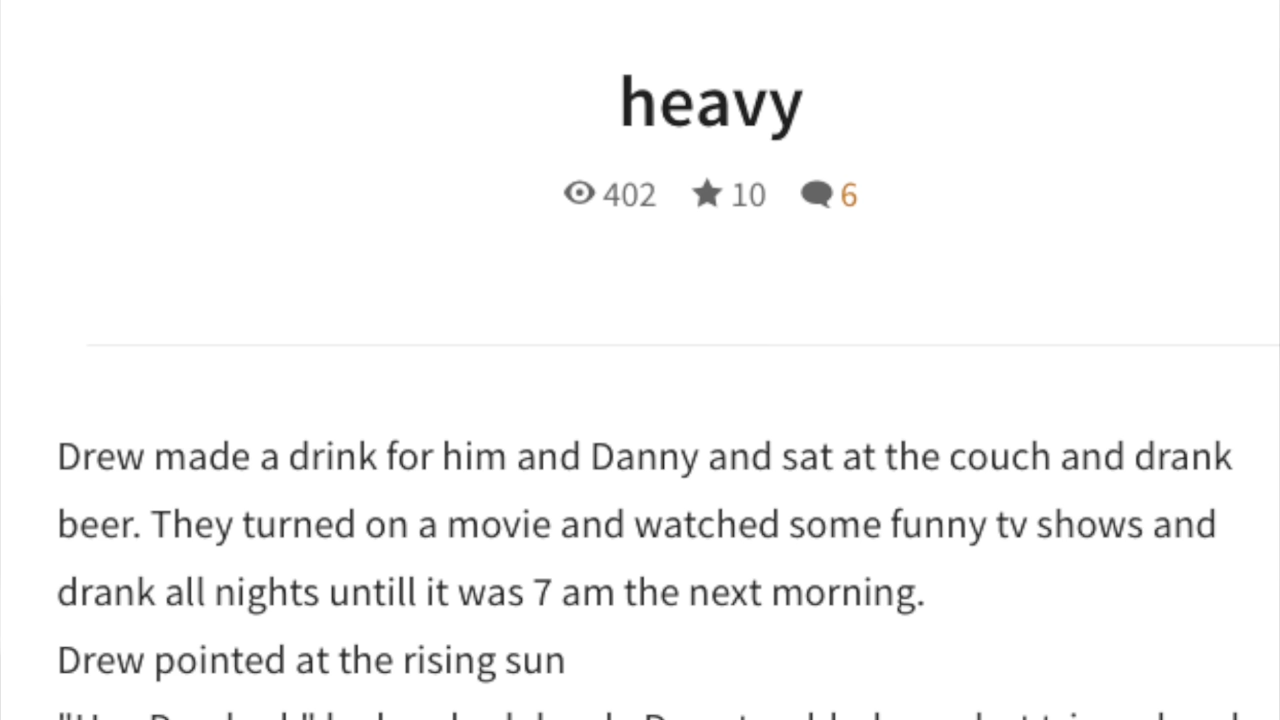 heavy
402 10 6
Drew made a drink for him and Danny and sat at the couch and drank
beer. They turned on a movie and watched some funny tv shows and
drank all nights untill it was 7 am the next morning.
Drew pointed at the rising sun